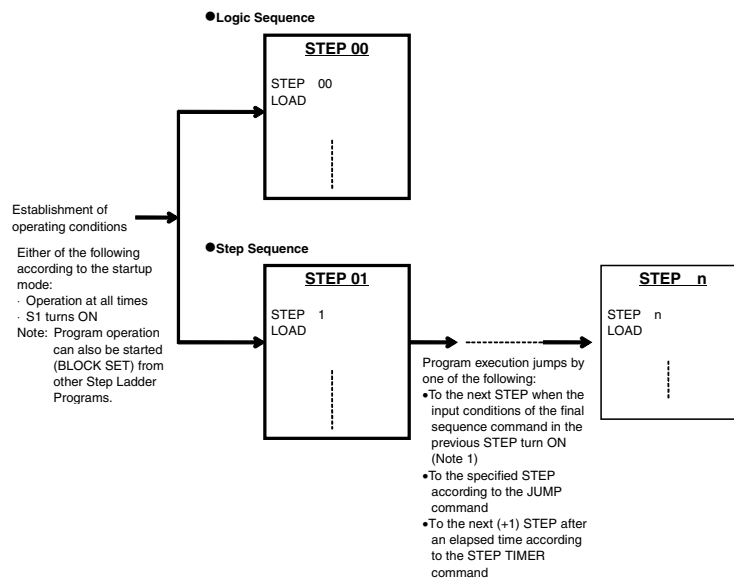 ●Logic Sequence
STEP 00
STEP 00
LOAD
Establishment of
operating conditions
Either of the following
according to the startup
mode:
· Operation at all times
· S1 turns ON
Note: Program operation
can also be started
(BLOCK SET) from
other Step Ladder
Programs.
●Step Sequence
STEP 01
STEP 1
LOAD
Program execution jumps by
one of the following:
•To the next STEP when the
input conditions of the final
sequence command in the
previous STEP turn ON
(Note 1)
•To the specified STEP
according to the JUMP
command
•To the next (+1) STEP after
an elapsed time according
to the STEP TIMER
command
STEP n
STEP n
LOAD